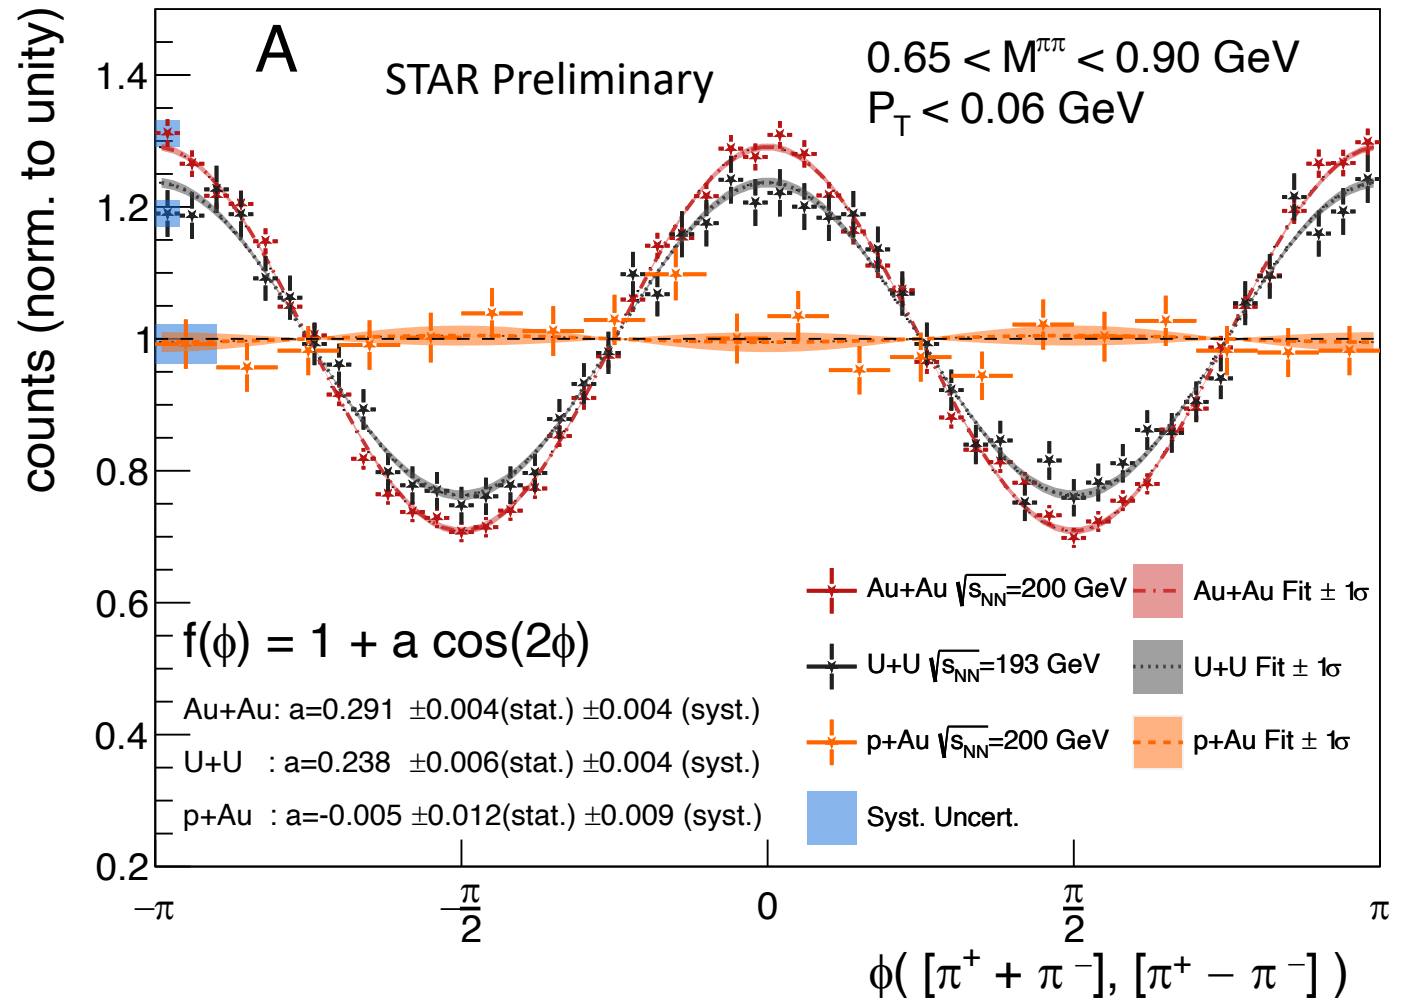 A
STAR Preliminary
0.65 < M^ππ < 0.90 GeV
P_T < 0.06 GeV
counts (norm. to unity)
1.4
1.2
1
0.8
0.6
0.4
0.2
f(ϕ) = 1 + a cos(2ϕ)
Au+Au: a=0.291 ±0.004(stat.) ±0.004 (syst.)
U+U : a=0.238 ±0.006(stat.) ±0.004 (syst.)
p+Au : a=-0.005 ±0.012(stat.) ±0.009 (syst.)
Au+Au √s_NN=200 GeV
Au+Au Fit ± 1σ
U+U √s_NN=193 GeV
U+U Fit ± 1σ
p+Au √s_NN=200 GeV
p+Au Fit ± 1σ
Syst. Uncert.
−π
−π/2
0
π/2
π
ϕ( [π⁺ + π⁻], [π⁺ − π⁻] )